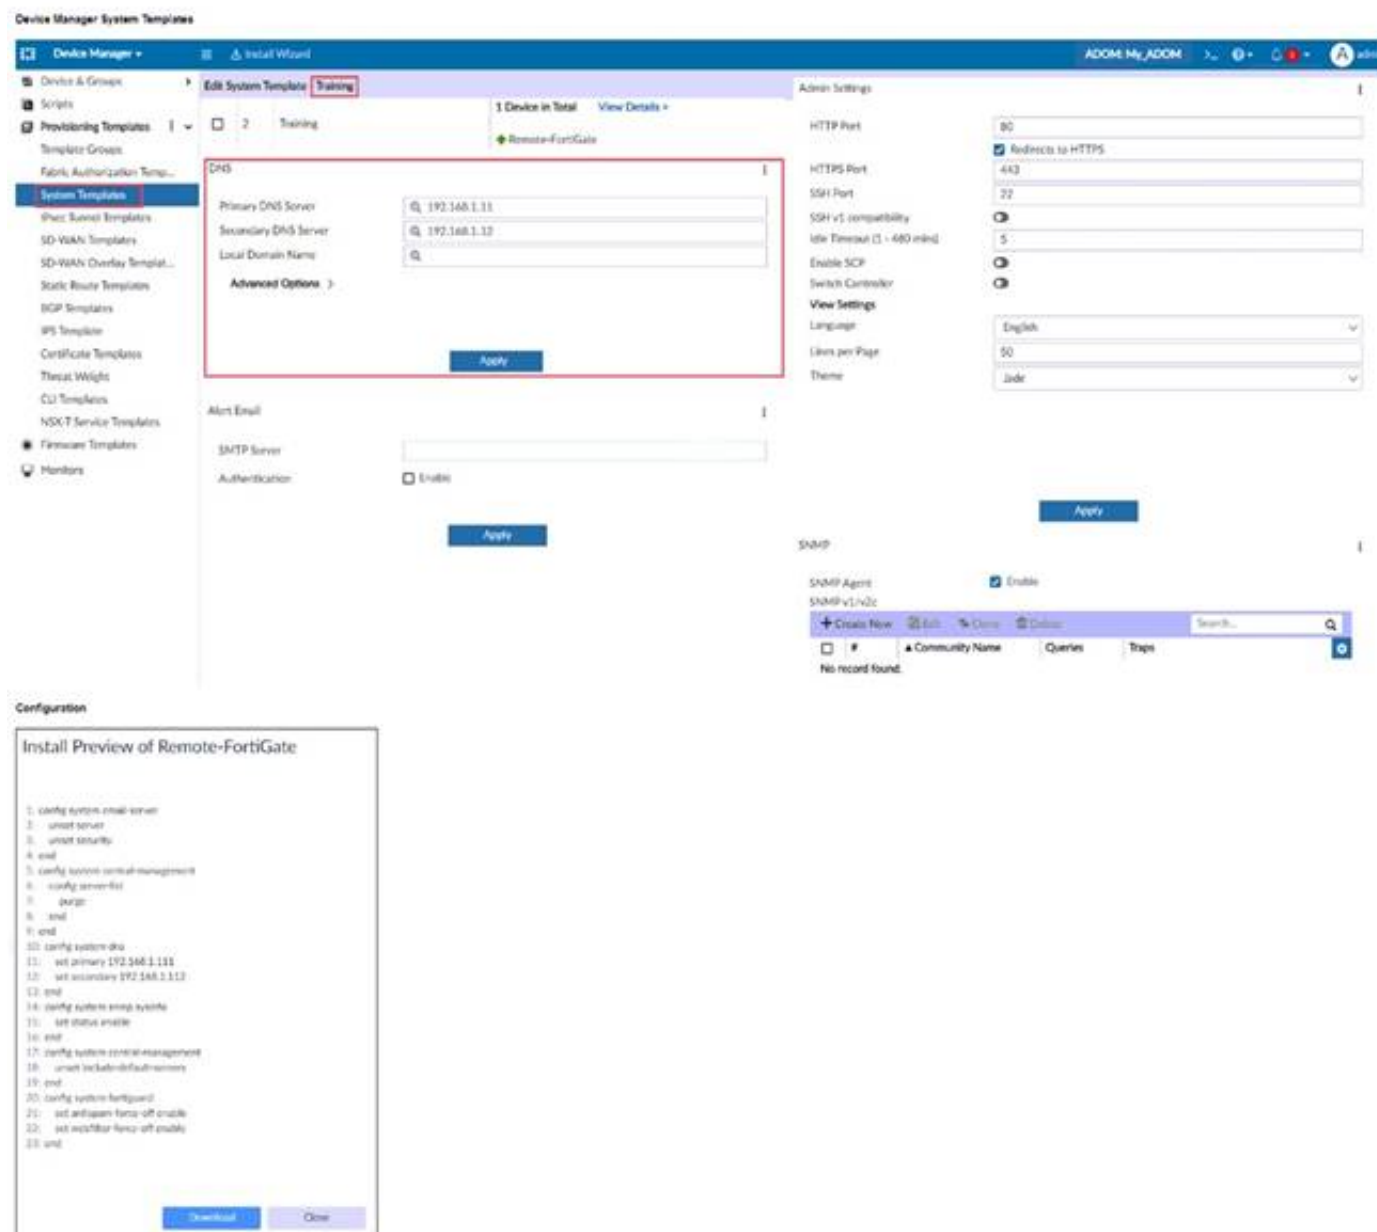 Device Manager System Templates
Device Manager
Install Wizard
ADOM: My_ADOM
A
Device & Groups
Scripts
Provisioning Templates
Template Groups
Fabric Authorization Temp...
System Templates
IPsec Tunnel Templates
SD-WAN Templates
SD-WAN Overlay Templat...
Static Route Templates
BGP Templates
IPS Template
Certificate Templates
Threat Weight
CLI Templates
NSX-T Service Templates
Firmware Templates
Monitors
Edit System Template Training
2 Training
1 Device in Total View Details >
Remote-FortiGate
DNS
Primary DNS Server 192.168.1.11
Secondary DNS Server 192.168.1.12
Local Domain Name
Advanced Options >
Apply
Alert Email
SMTP Server
Authentication Enable
Apply
Admin Settings
HTTP Port 80
Redirects to HTTPS
HTTPS Port 443
SSH Port 22
SSH v1 compatibility
Idle Timeout (1 - 480 mins) 5
Enable SCP
Switch Controller
View Settings
Language English
Lines per Page 50
Theme Jade
Apply
SNMP
SNMP Agent Enable
SNMP v1/v2c
+ Create New Edit Clone Delete Search...
# Community Name Queries Traps
No record found.
Configuration
Install Preview of Remote-FortiGate
1: config system email-server
2: unset server
3: unset security
4: end
5: config system central-management
6: config server-list
7: purge
8: end
9: end
10: config system dns
11: set primary 192.168.1.111
12: set secondary 192.168.1.112
13: end
14: config system snmp sysinfo
15: set status enable
16: end
17: config system central-management
18: unset include-default-servers
19: end
20: config system fortiguard
21: set antispam-force-off enable
22: set webfilter-force-off enable
23: end
Download Close